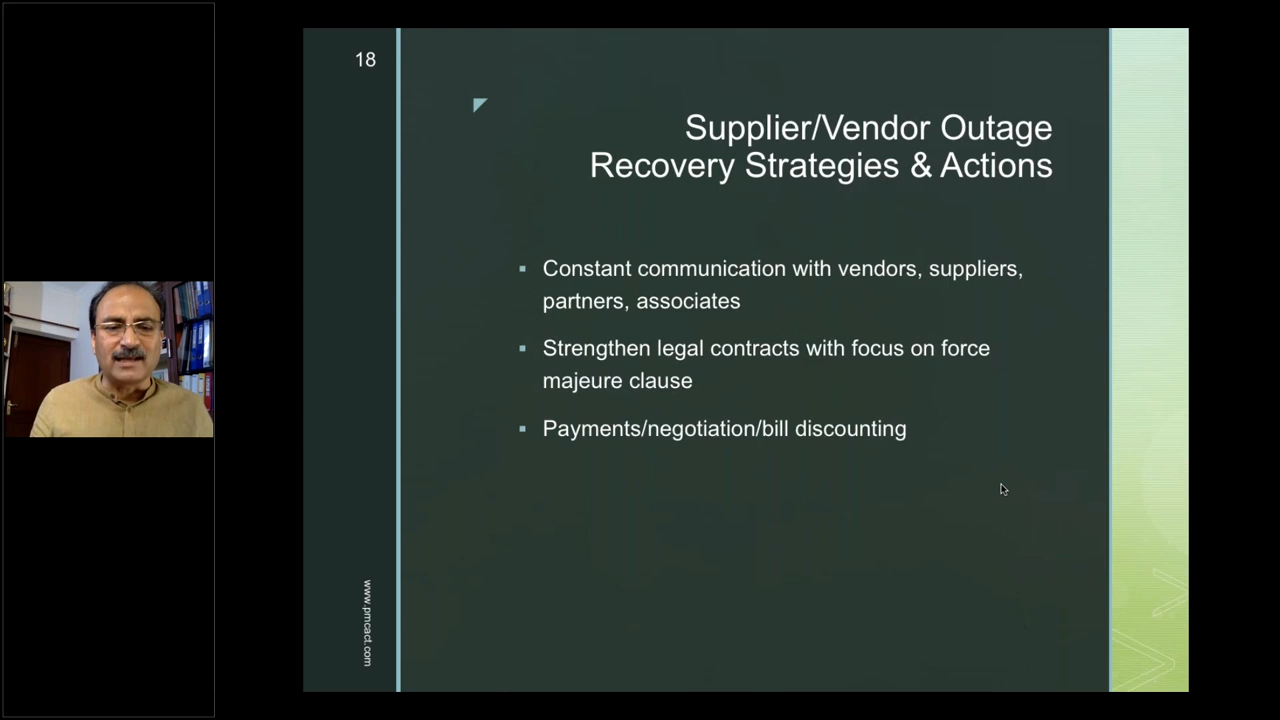 18
Supplier/Vendor Outage
Recovery Strategies & Actions
Constant communication with vendors, suppliers,
partners, associates
Strengthen legal contracts with focus on force
majeure clause
Payments/negotiation/bill discounting
www.pmcact.com